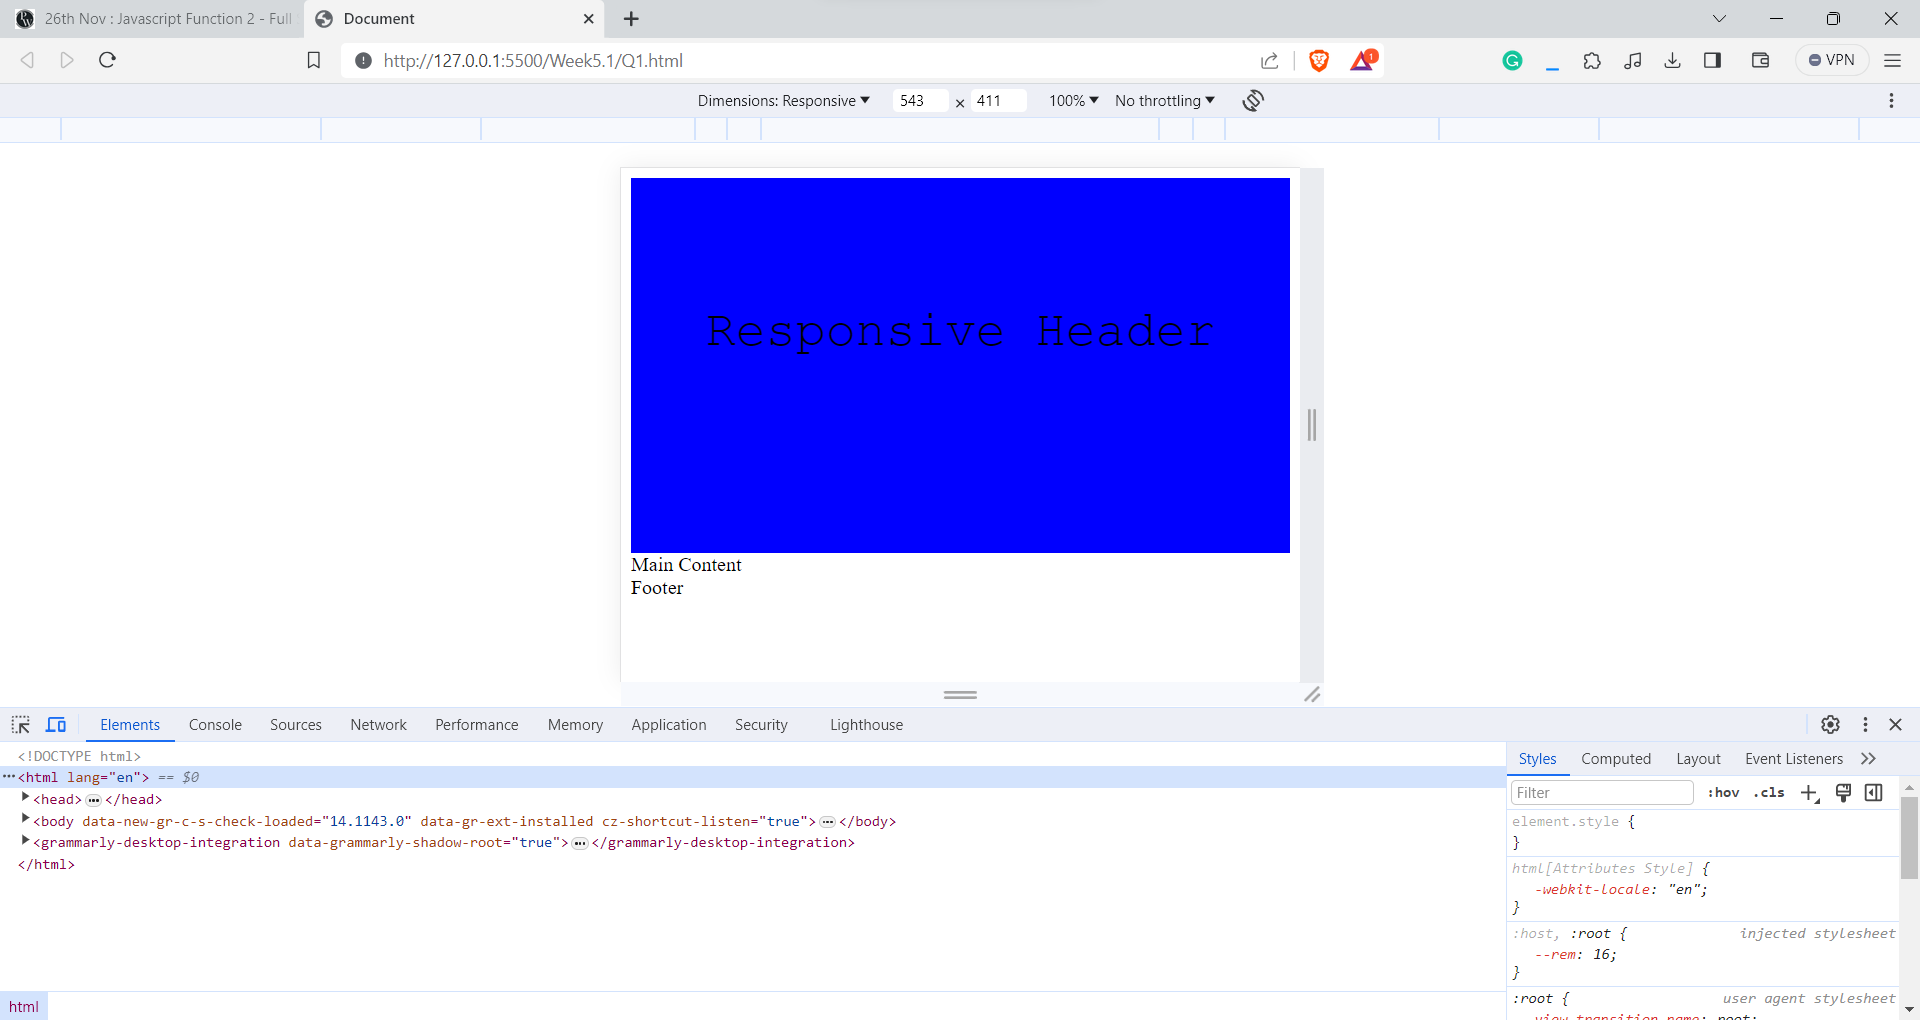 26th Nov : Javascript Function 2 - Full
Document
http://127.0.0.1:5500/Week5.1/Q1.html
1
VPN
Dimensions: Responsive
543 × 411
100%
No throttling
Responsive Header
Main Content
Footer
Elements Console Sources Network Performance Memory Application Security Lighthouse
<!DOCTYPE html>
<html lang="en"> == $0
<head> … </head>
<body data-new-gr-c-s-check-loaded="14.1143.0" data-gr-ext-installed cz-shortcut-listen="true"> … </body>
<grammarly-desktop-integration data-grammarly-shadow-root="true"> … </grammarly-desktop-integration>
</html>
html
Styles Computed Layout Event Listeners
Filter :hov .cls
element.style {
}
html[Attributes Style] {
-webkit-locale: "en";
}
:host, :root { injected stylesheet
--rem: 16;
}
:root { user agent stylesheet
view-transition-name: root;